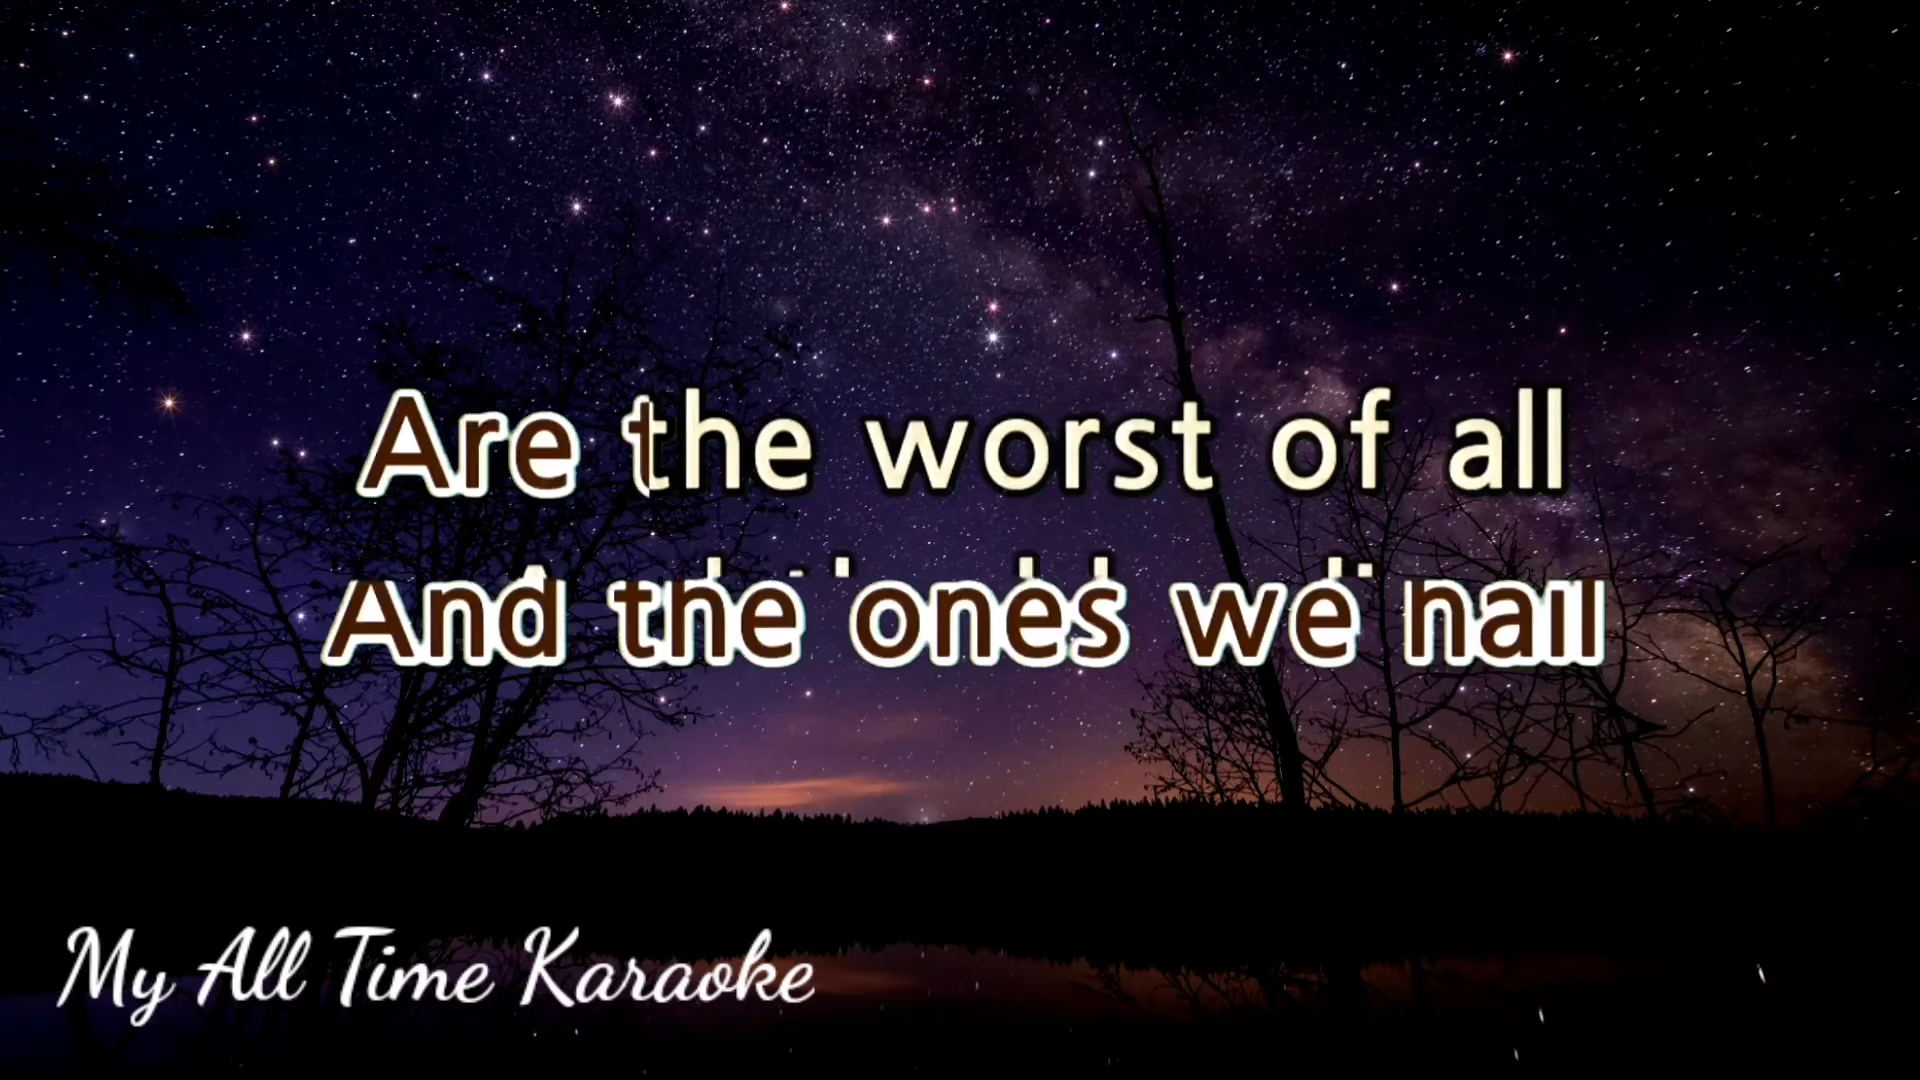 Are the worst of all
And the ones we hail
My All Time Karaoke